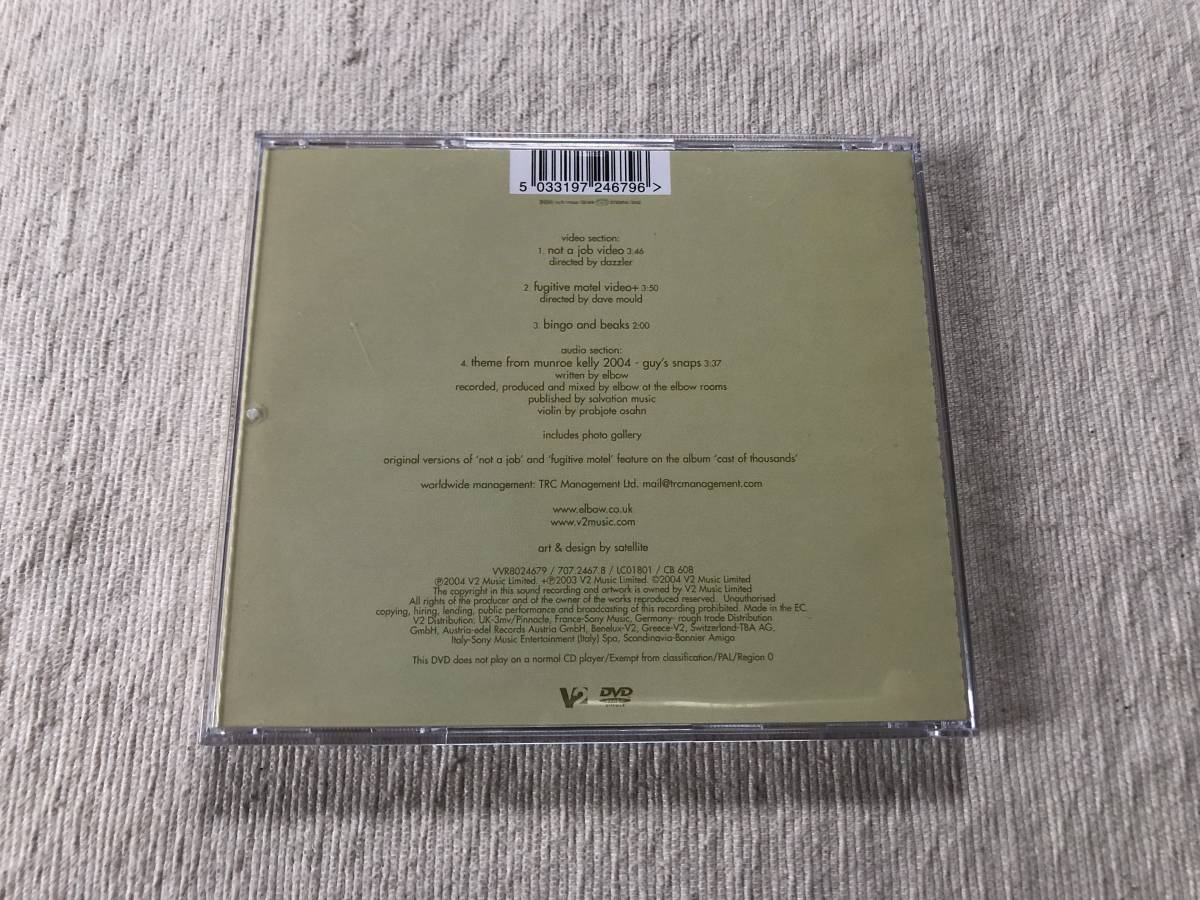 5 033197 246796 >
video section:
1. not a job video 3:46
directed by dazzler
2. fugitive motel video+ 3:50
directed by dave mould
3. bingo and beaks 2:00
audio section:
4. theme from munroe kelly 2004 - guy's snaps 3:37
written by elbow
recorded, produced and mixed by elbow at the elbow rooms
published by salvation music
violin by prabjote osahn
includes photo gallery
original versions of 'not a job' and 'fugitive motel' feature on the album 'cast of thousands'
worldwide management: TRC Management Ltd. mail@trcmanagement.com
www.elbow.co.uk
www.v2music.com
art & design by satellite
VVR8024679 / 707.2467.8 / LC01801 / CB 608
℗2004 V2 Music Limited. +℗2003 V2 Music Limited. ©2004 V2 Music Limited
The copyright in this sound recording and artwork is owned by V2 Music Limited
All rights of the producer and of the owner of the works reproduced reserved. Unauthorised
copying, hiring, lending, public performance and broadcasting of this recording prohibited. Made in the EC.
V2 Distribution: UK-3mv/Pinnacle, France-Sony Music, Germany- rough trade Distribution
GmbH, Austria-edel Records Austria GmbH, Benelux-V2, Greece-V2, Switzerland-TBA AG,
Italy-Sony Music Entertainment (Italy) Spa, Scandinavia-Bonnier Amigo
This DVD does not play on a normal CD player/Exempt from classification/PAL/Region 0
V2 DVD